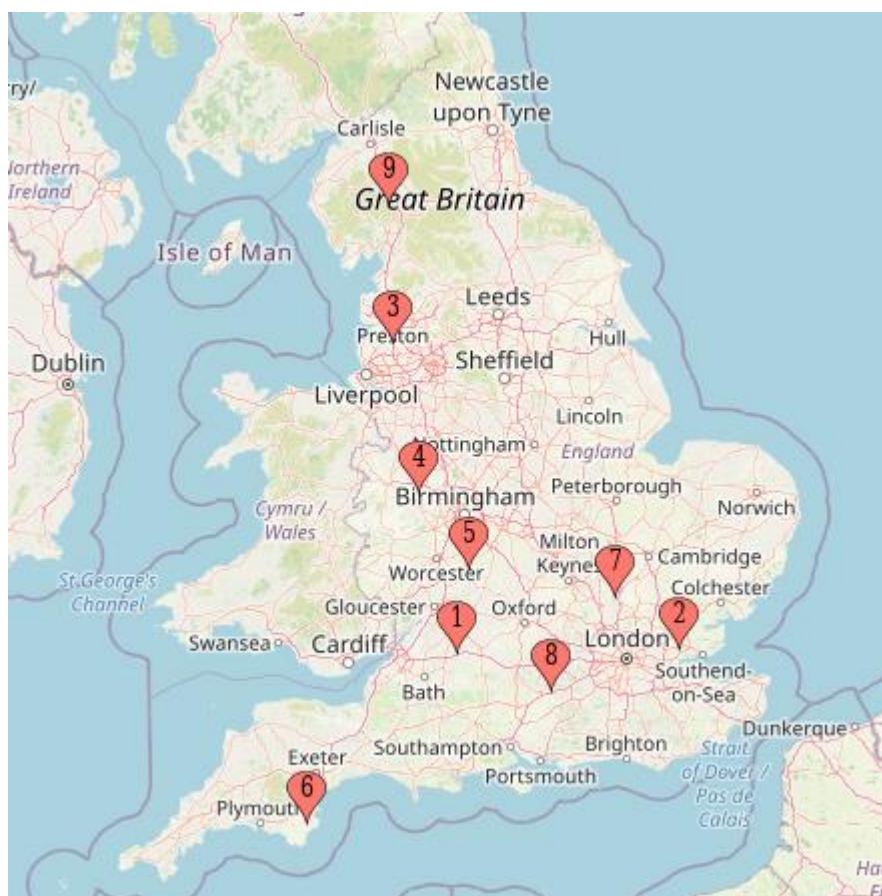 Newcastle
upon Tyne
rry/
Carlisle
Northern
Ireland
9
Great Britain
Isle of Man
3
Leeds
Preston
Hull
Dublin
Sheffield
Liverpool
Lincoln
Nottingham
England
4
Birmingham
Peterborough
Norwich
Cymru /
Wales
5
Milton
Keynes
Cambridge
Worcester
7
St George's
Channel
Colchester
Gloucester
1
Oxford
2
Swansea
Cardiff
London
8
Southend-
on-Sea
Bath
Dunkerque
Southampton
Brighton
Exeter
Portsmouth
Strait
of Dover /
Pas de
Calais
6
Plymouth
Ha